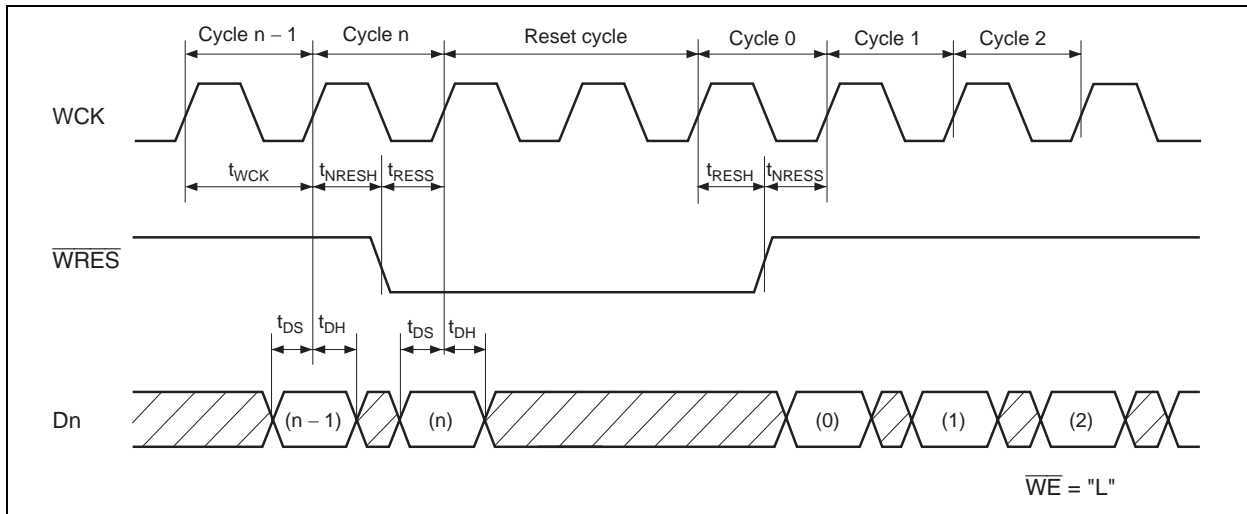 Cycle n – 1 Cycle n Reset cycle Cycle 0 Cycle 1 Cycle 2
WCK
tWCK tNRESH tRESS tRESH tNRESS
WRES
tDS tDH tDS tDH
Dn (n – 1) (n) (0) (1) (2)
WE = "L"